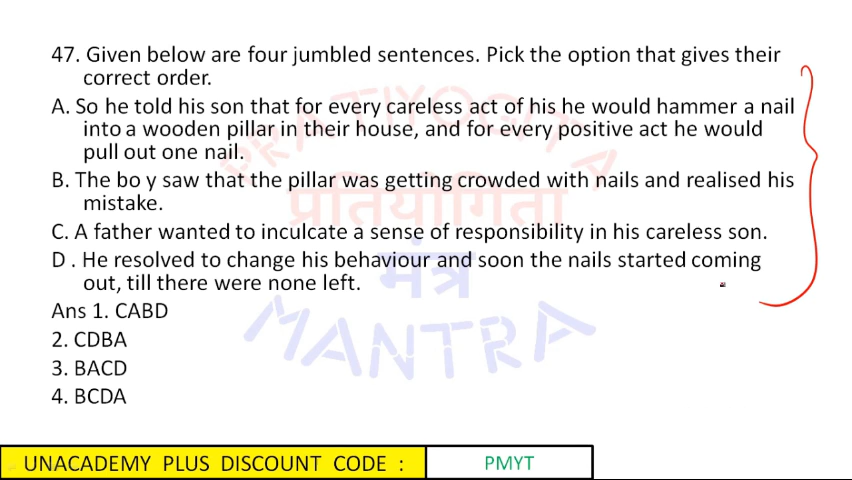 47. Given below are four jumbled sentences. Pick the option that gives their
correct order.
A. So he told his son that for every careless act of his he would hammer a nail
into a wooden pillar in their house, and for every positive act he would
pull out one nail.
B. The bo y saw that the pillar was getting crowded with nails and realised his
mistake.
C. A father wanted to inculcate a sense of responsibility in his careless son.
D . He resolved to change his behaviour and soon the nails started coming
out, till there were none left.
Ans 1. CABD
2. CDBA
3. BACD
4. BCDA
PRATIYOGITA
प्रतियोगिता
मंत्र
MANTRA
UNACADEMY PLUS DISCOUNT CODE : PMYT